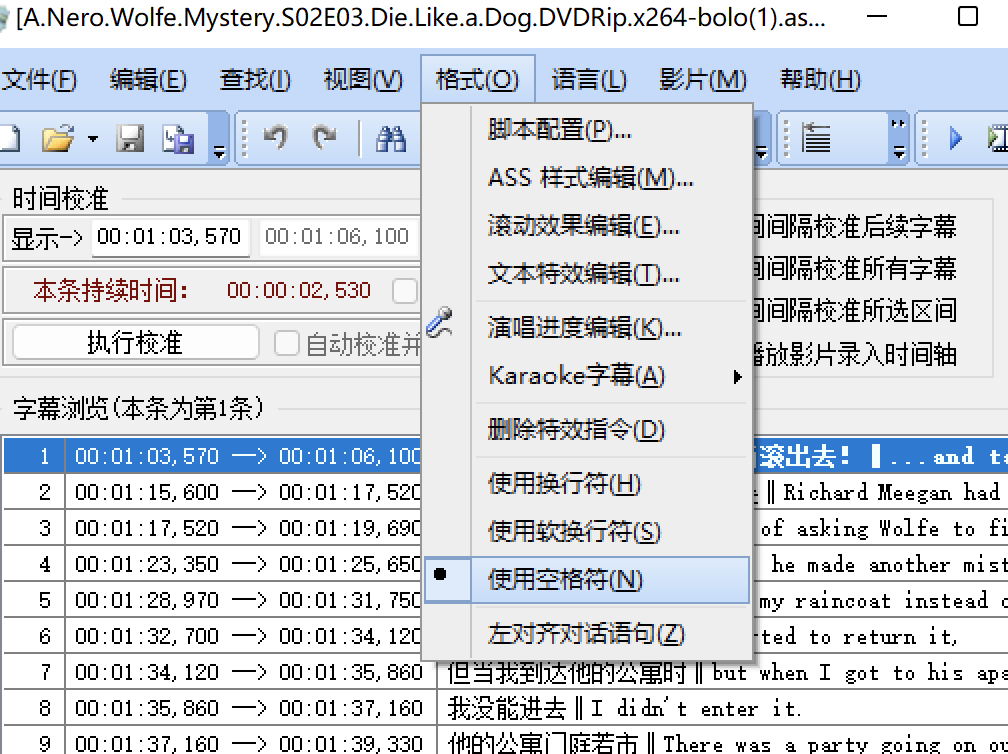 [A.Nero.Wolfe.Mystery.S02E03.Die.Like.a.Dog.DVDRip.x264-bolo(1).as...
文件(F) 编辑(E) 查找(I) 视图(V) 格式(O) 语言(L) 影片(M) 帮助(H)
脚本配置(P)...
ASS 样式编辑(M)...
滚动效果编辑(E)...
文本特效编辑(T)...
演唱进度编辑(K)...
Karaoke字幕(A)
删除特效指令(D)
使用换行符(H)
使用软换行符(S)
使用空格符(N)
左对齐对话语句(Z)
时间校准
显示-> 00:01:03,570 00:01:06,100
间隔校准后续字幕
本条持续时间: 00:00:02,530
间隔校准所有字幕
间隔校准所选区间
执行校准 自动校准并
放影片录入时间轴
字幕浏览(本条为第1条)
1 00:01:03,570 —> 00:01:06,100 滚出去! ‖...and ta
2 00:01:15,600 —> 00:01:17,520 ‖Richard Meegan had
3 00:01:17,520 —> 00:01:19,690 of asking Wolfe to fi
4 00:01:23,350 —> 00:01:25,650 he made another mist
5 00:01:28,970 —> 00:01:31,750 my raincoat instead o
6 00:01:32,700 —> 00:01:34,120 ted to return it,
7 00:01:34,120 —> 00:01:35,860 但当我到达他的公寓时‖but when I got to his apa
8 00:01:35,860 —> 00:01:37,160 我没能进去‖I didn't enter it.
9 00:01:37,160 —> 00:01:39,330 他的公寓门庭若市‖There was a party going on ou